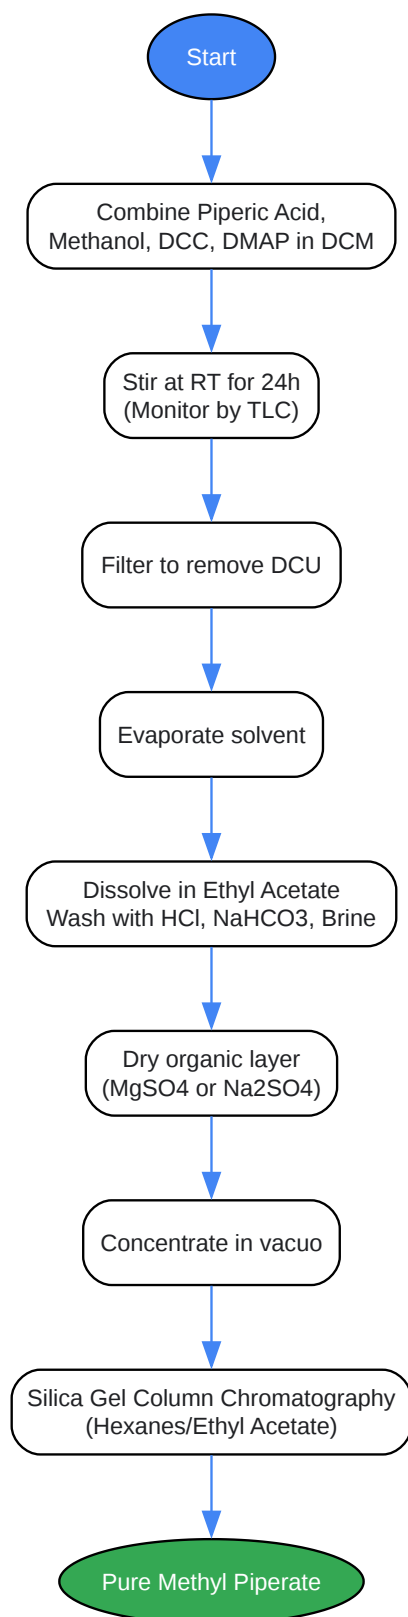 Start
Combine Piperic Acid,
Methanol, DCC, DMAP in DCM
Stir at RT for 24h
(Monitor by TLC)
Filter to remove DCU
Evaporate solvent
Dissolve in Ethyl Acetate
Wash with HCl, NaHCO3, Brine
Dry organic layer
(MgSO4 or Na2SO4)
Concentrate in vacuo
Silica Gel Column Chromatography
(Hexanes/Ethyl Acetate)
Pure Methyl Piperate